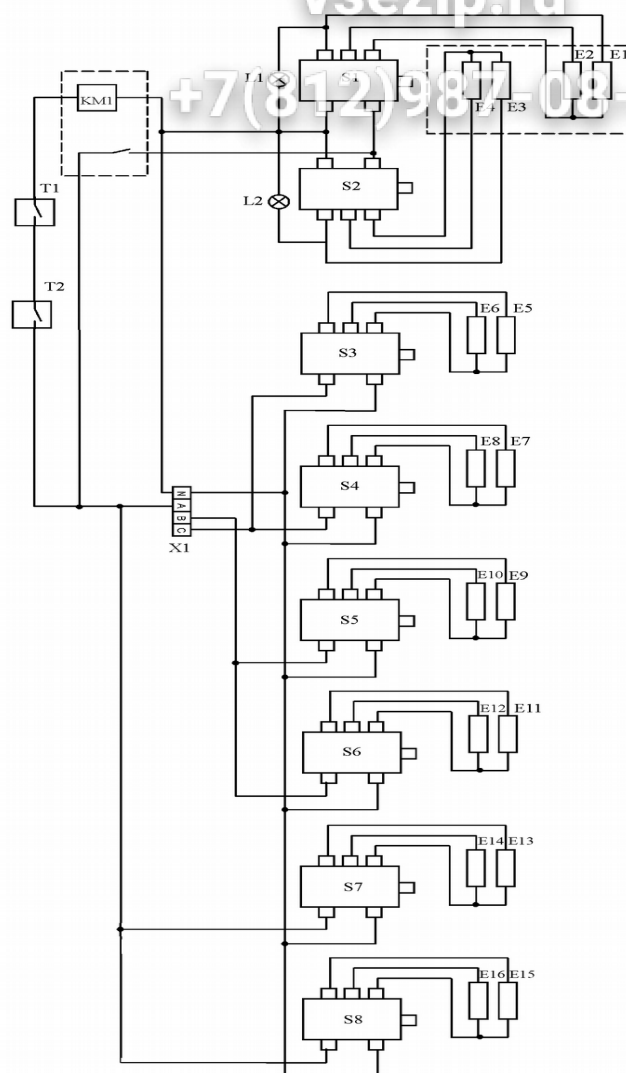 vsezip.ru
+7(812)987-08-
L1
S1
E2 E1
KM1
E4 E3
S2
T1
L2
T2
E6 E5
S3
E8 E7
S4
N
A
B
C
X1
E10 E9
S5
E12 E11
S6
E14 E13
S7
E16 E15
S8